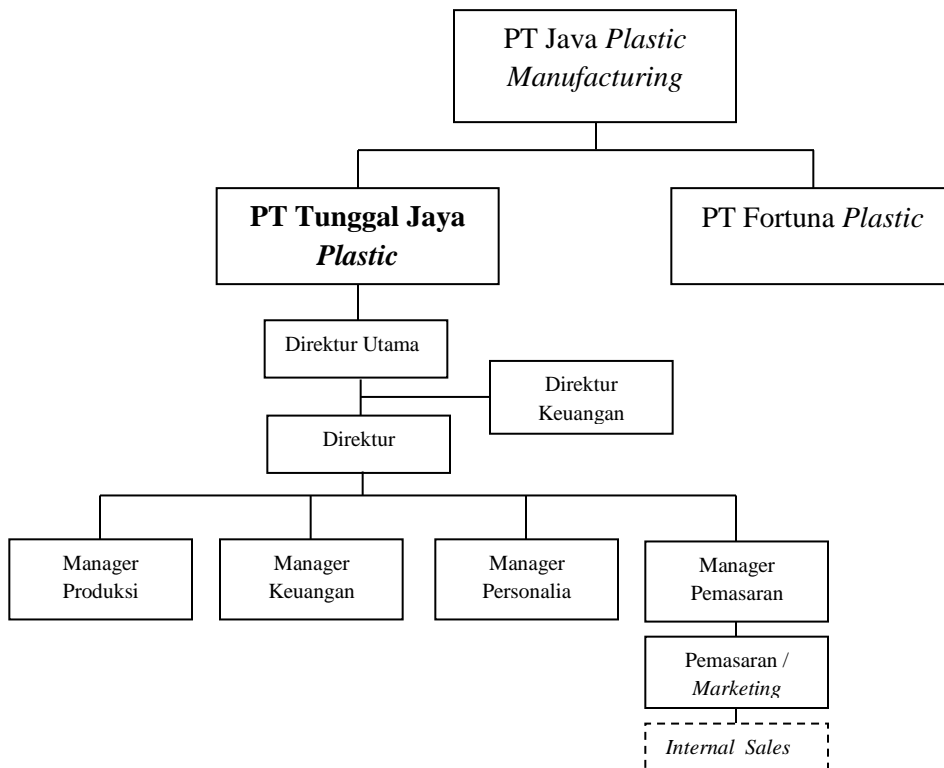 PT Java Plastic
Manufacturing
PT Tunggal Jaya
Plastic
PT Fortuna Plastic
Direktur Utama
Direktur
Keuangan
Direktur
Manager
Produksi
Manager
Keuangan
Manager
Personalia
Manager
Pemasaran
Pemasaran /
Marketing
Internal Sales